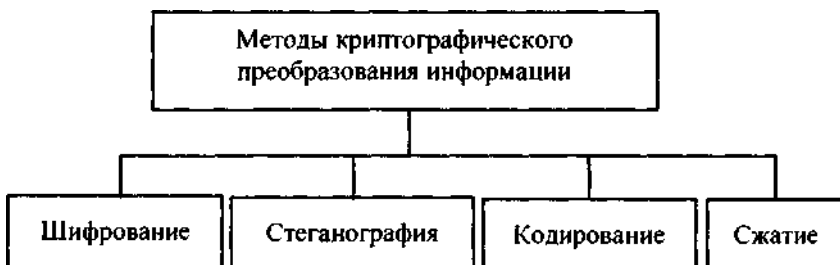 Методы криптографического
преобразования информации
Шифрование
Стеганография
Кодирование
Сжатие